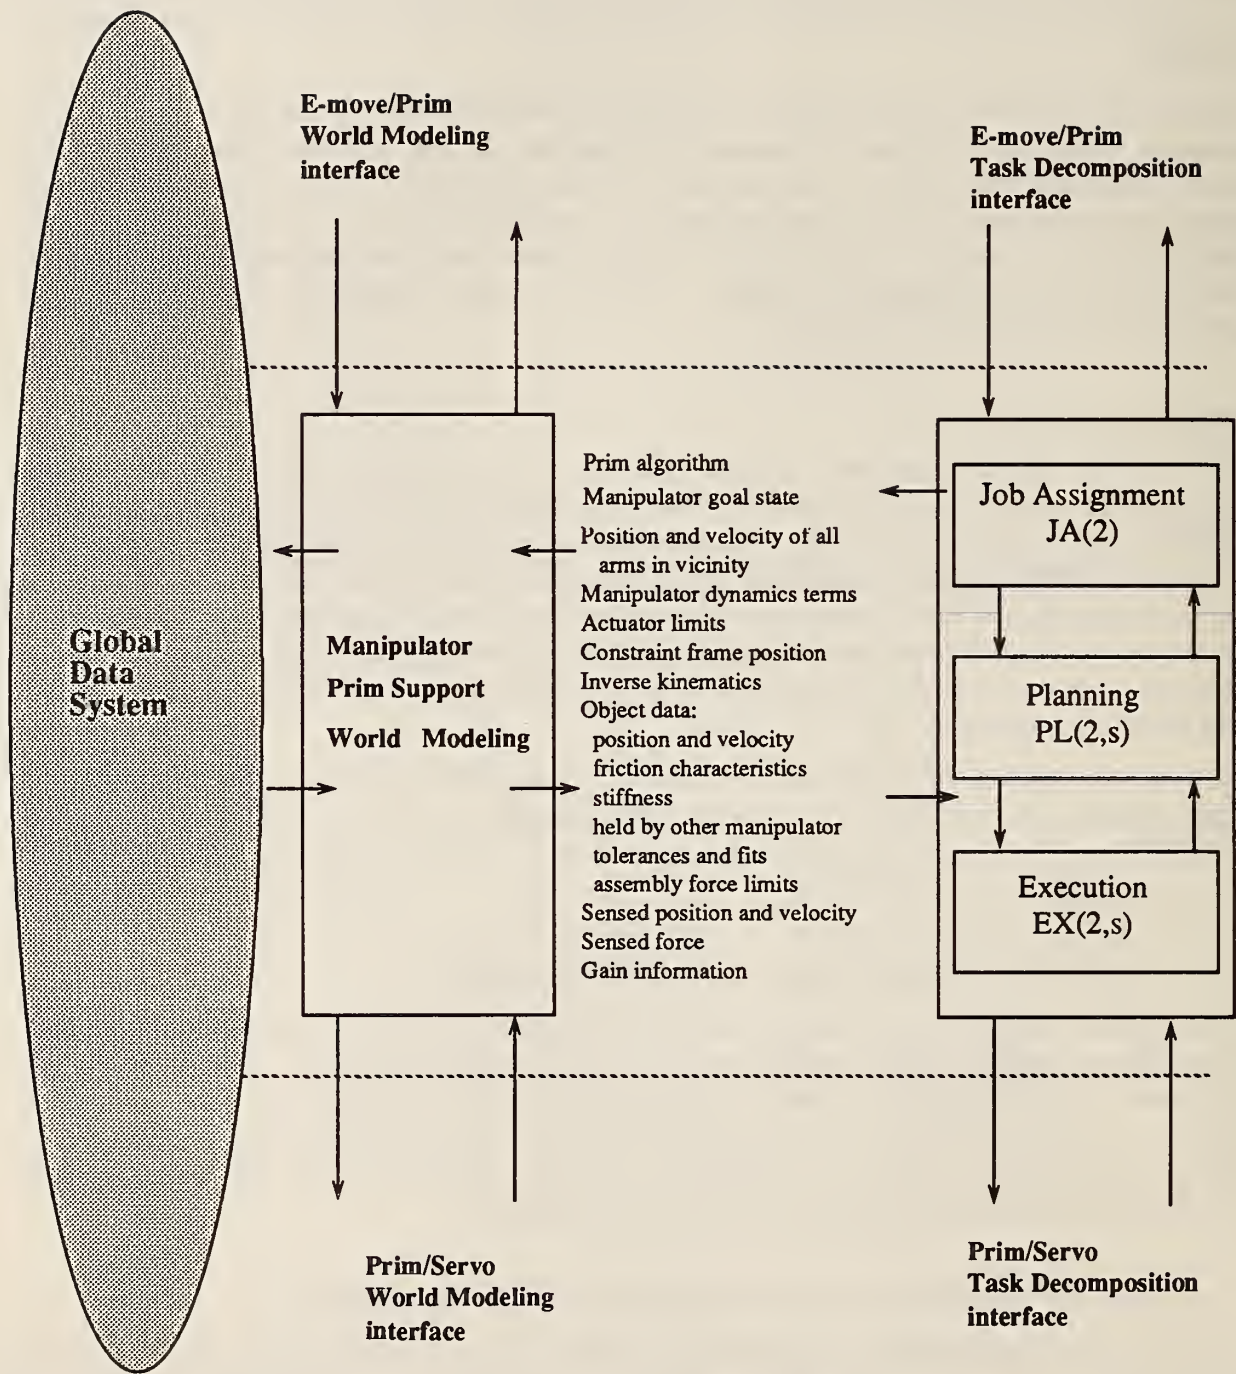 E-move/Prim
World Modeling
interface
E-move/Prim
Task Decomposition
interface
Global
Data
System
Manipulator
Prim Support
World Modeling
Prim algorithm
Manipulator goal state
Position and velocity of all
arms in vicinity
Manipulator dynamics terms
Actuator limits
Constraint frame position
Inverse kinematics
Object data:
position and velocity
friction characteristics
stiffness
held by other manipulator
tolerances and fits
assembly force limits
Sensed position and velocity
Sensed force
Gain information
Job Assignment
JA(2)
Planning
PL(2,s)
Execution
EX(2,s)
Prim/Servo
World Modeling
interface
Prim/Servo
Task Decomposition
interface